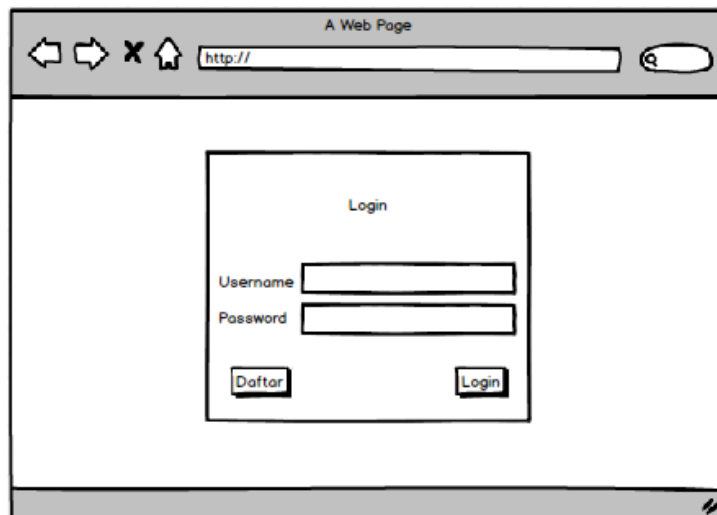 A Web Page
http://
Login
Username
Password
Daftar Login